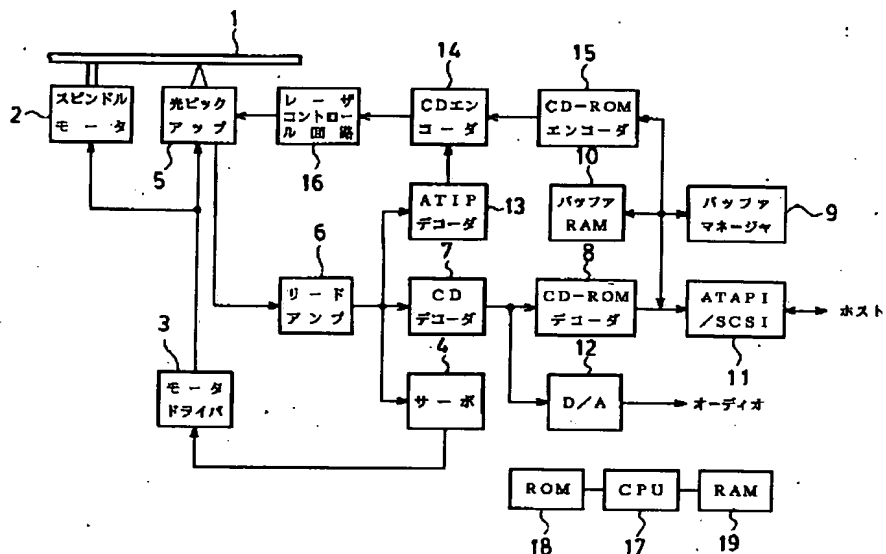 1
14
15
スピンドル
モータ
2
光ピック
アップ
5
レーザ
コントロー
ル回路
16
CDエン
コーダ
CD-ROM
エンコーダ
10
ATIP
デコーダ
13
バッファ
RAM
バッファ
マネージャ
9
6
7
8
リード
アンプ
CD
デコーダ
CD-ROM
デコーダ
ATAPI
/SCSI
ホスト
11
3
4
12
モータ
ドライバ
サーボ
D/A
オーディオ
ROM
CPU
RAM
18
17
19